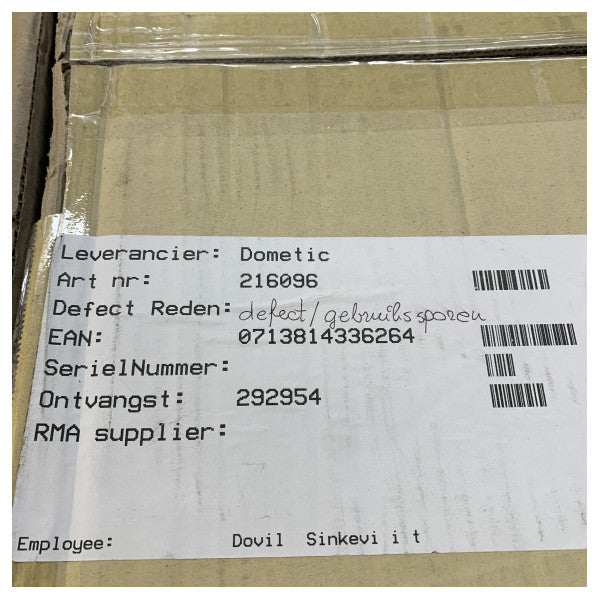 Leverancier: Dometic
Art nr: 216096
Defect Reden: defect/gebruikssporen
EAN: 0713814336264
SerielNummer:
Ontvangst: 292954
RMA supplier:
Employee: Dovil Sinkevi i t